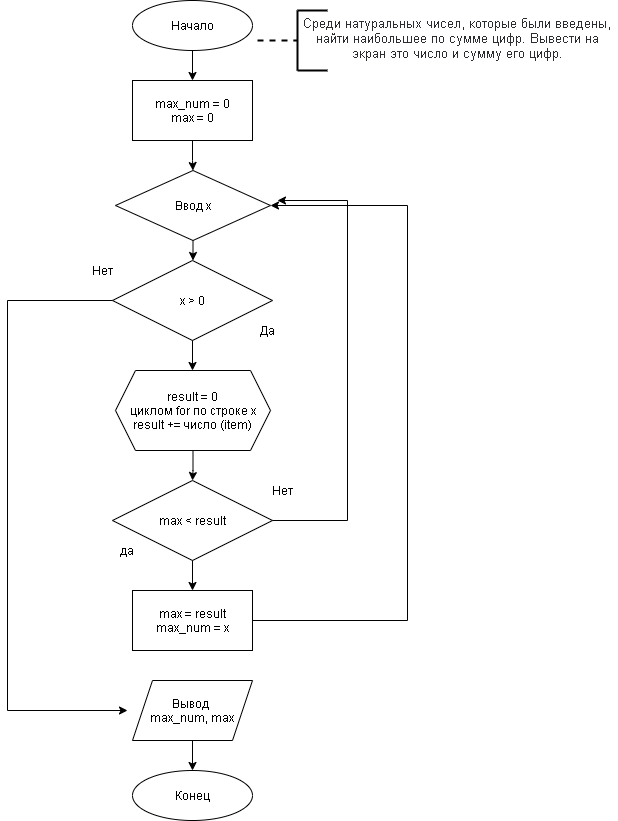 Начало
Среди натуральных чисел, которые были введены,
найти наибольшее по сумме цифр. Вывести на
экран это число и сумму его цифр.
max_num = 0
max = 0
Ввод x
Нет
x > 0
Да
result = 0
циклом for по строке x
result += число (item)
Нет
max < result
да
max = result
max_num = x
Вывод
max_num, max
Конец